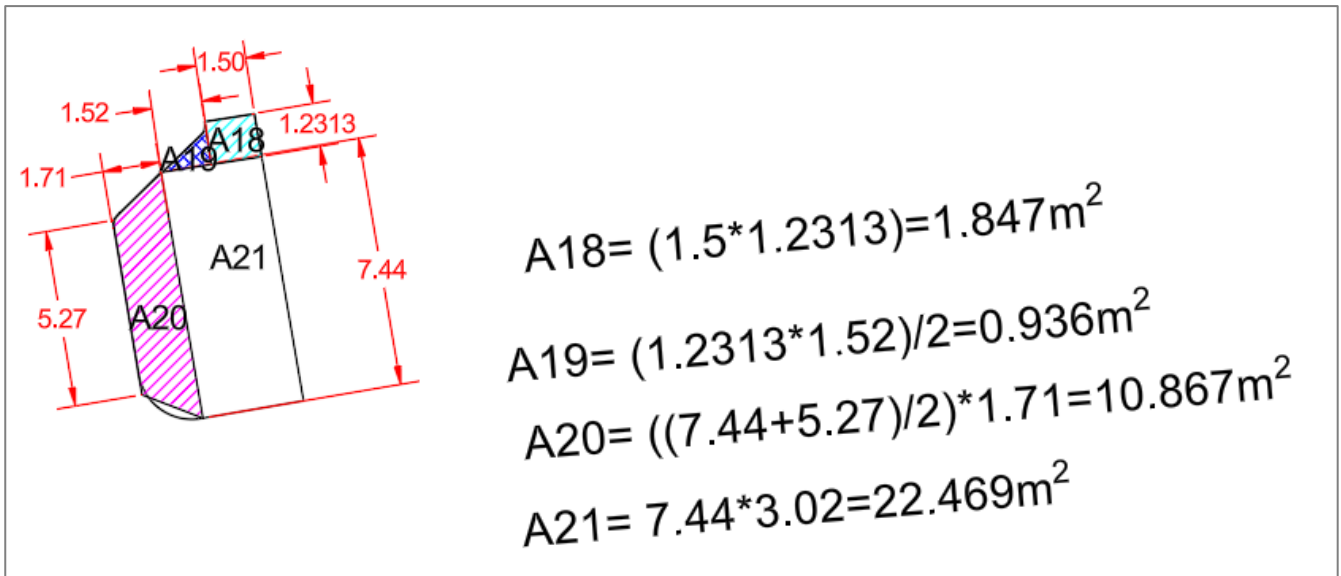 1.50
1.52
1.2313
A18
A19
1.71
A21
7.44
5.27
A20
A18= (1.5*1.2313)=1.847m²
A19= (1.2313*1.52)/2=0.936m²
A20= ((7.44+5.27)/2)*1.71=10.867m²
A21= 7.44*3.02=22.469m²